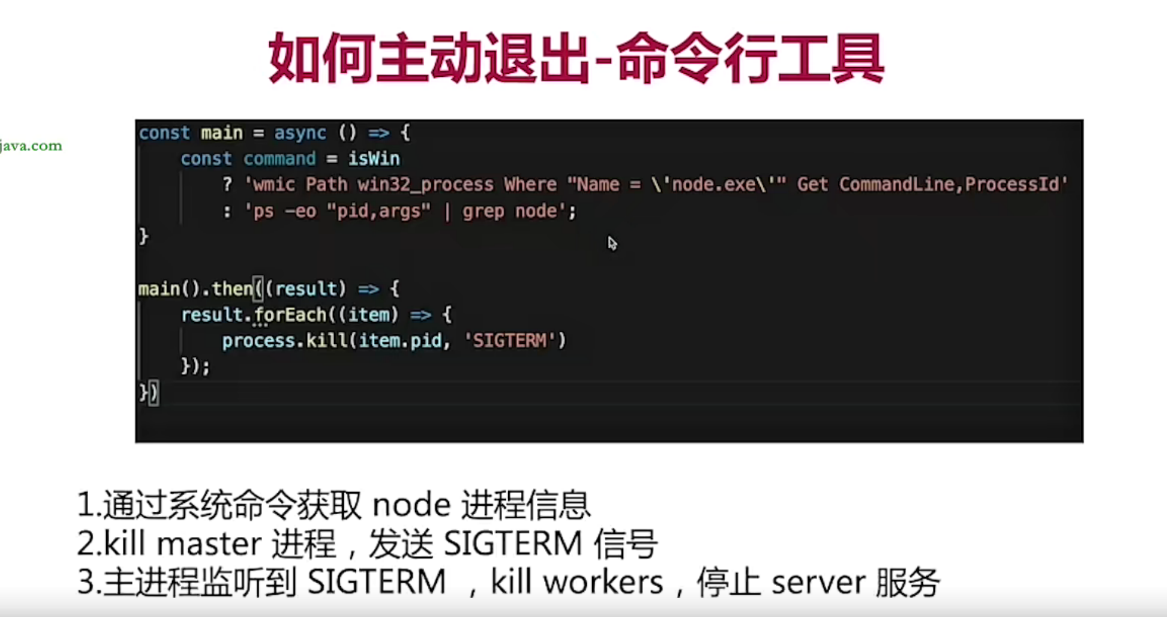 如何主动退出-命令行工具
java.com
const main = async () => {
const command = isWin
? 'wmic Path win32_process Where "Name = \'node.exe\'" Get CommandLine,ProcessId'
: 'ps -eo "pid,args" | grep node';
}
main().then((result) => {
result.forEach((item) => {
process.kill(item.pid, 'SIGTERM')
});
})
1.通过系统命令获取 node 进程信息
2.kill master 进程，发送 SIGTERM 信号
3.主进程监听到 SIGTERM ，kill workers，停止 server 服务